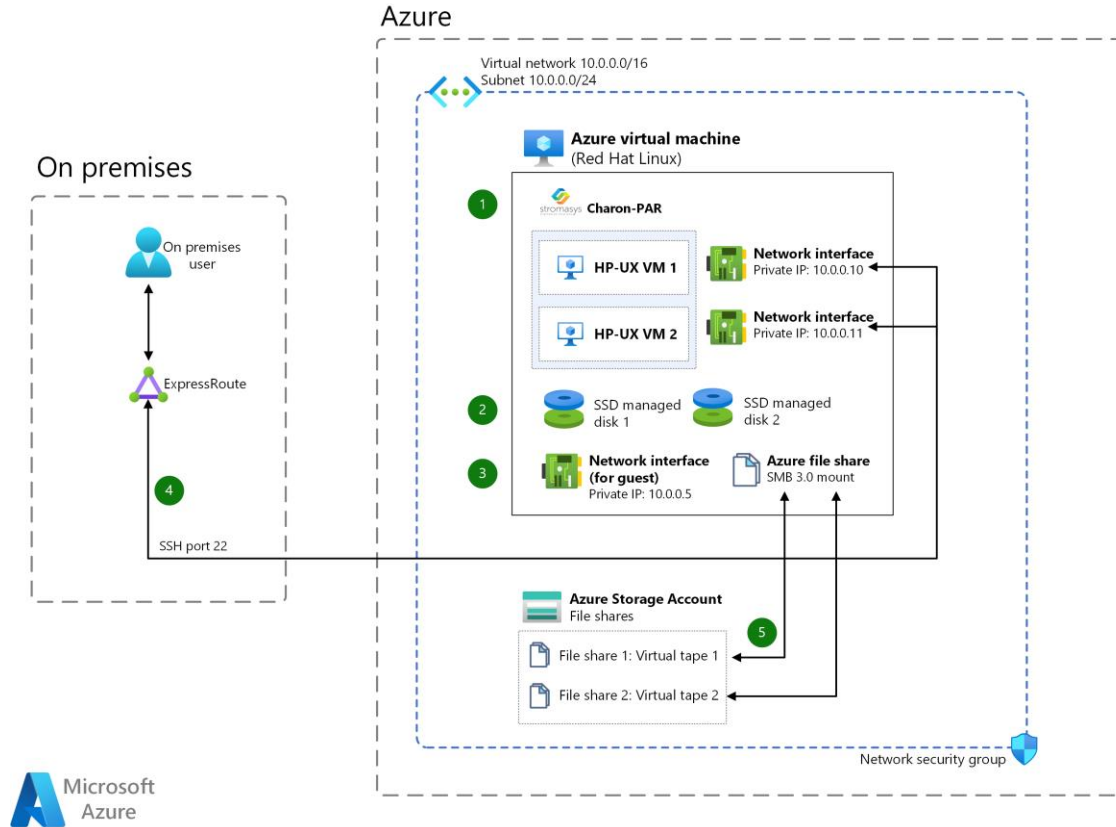 Azure
Virtual network 10.0.0.0/16
Subnet 10.0.0.0/24
Azure virtual machine
(Red Hat Linux)
On premises
On premises
user
ExpressRoute
4
SSH port 22
1
stromasys
Charon-PAR
HP-UX VM 1
Network interface
Private IP: 10.0.0.10
HP-UX VM 2
Network interface
Private IP: 10.0.0.11
2
SSD managed
disk 1
SSD managed
disk 2
3
Network interface
(for guest)
Private IP: 10.0.0.5
Azure file share
SMB 3.0 mount
Azure Storage Account
File shares
5
File share 1: Virtual tape 1
File share 2: Virtual tape 2
Network security group
Microsoft
Azure